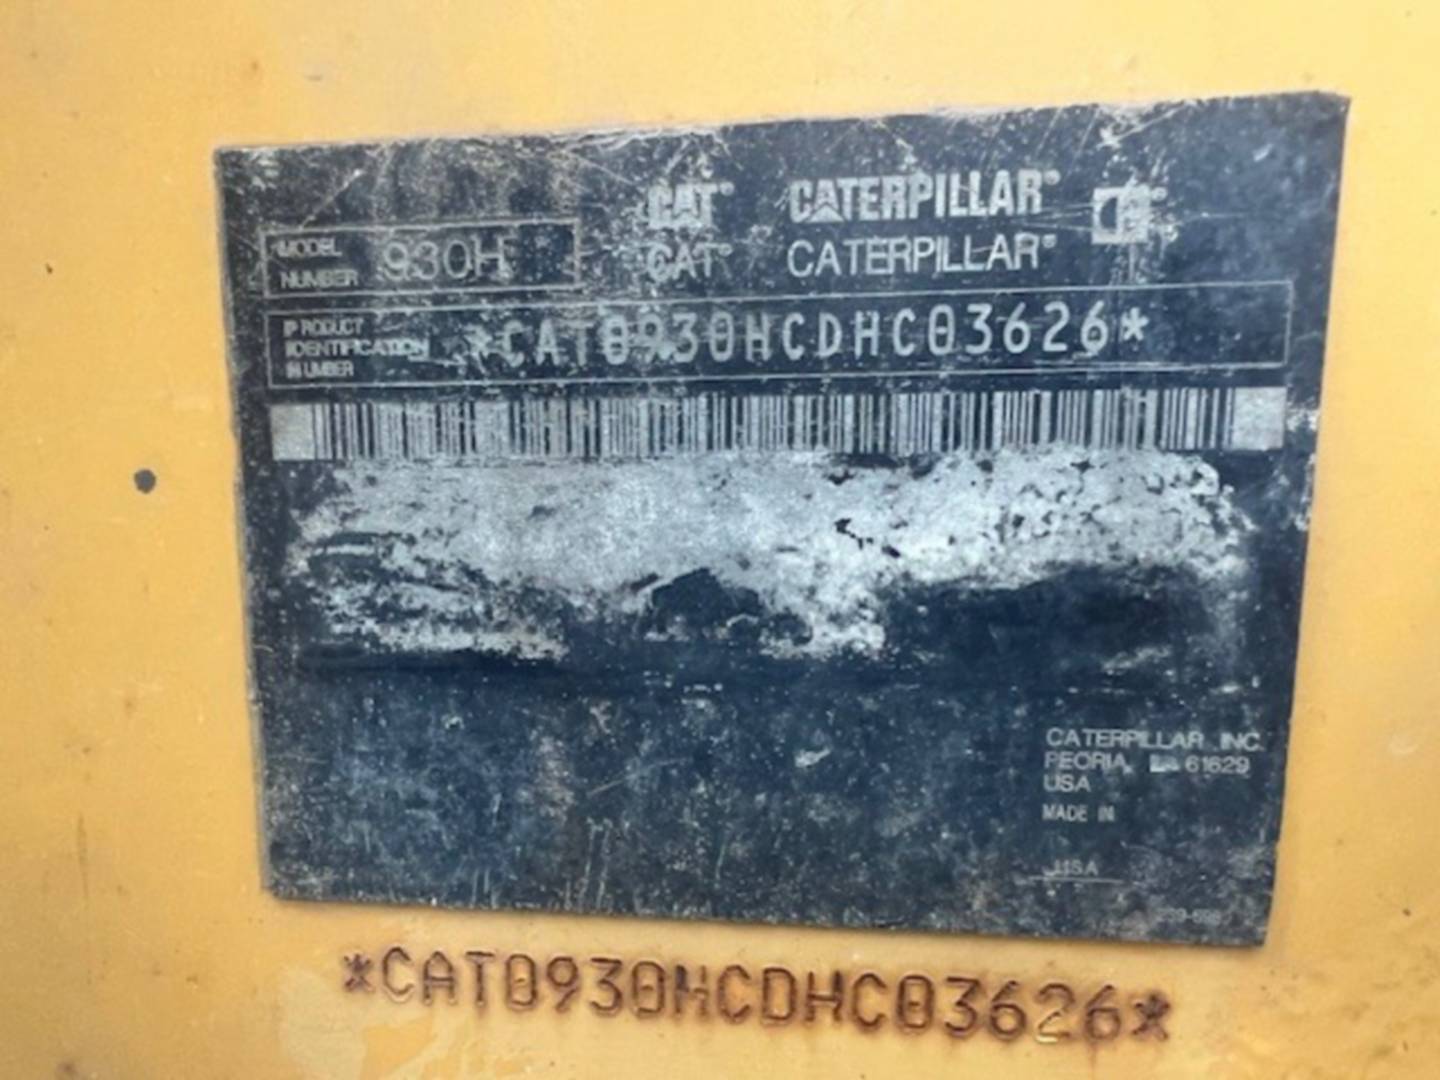 CAT® CATERPILLAR®
MODEL NUMBER 930H
CAT® CATERPILLAR®
PRODUCT IDENTIFICATION NUMBER
*CAT0930HCDHC03626*
CATERPILLAR INC.
PEORIA, IL 61629
USA
MADE IN
USA
*CAT0930HCDHC03626*